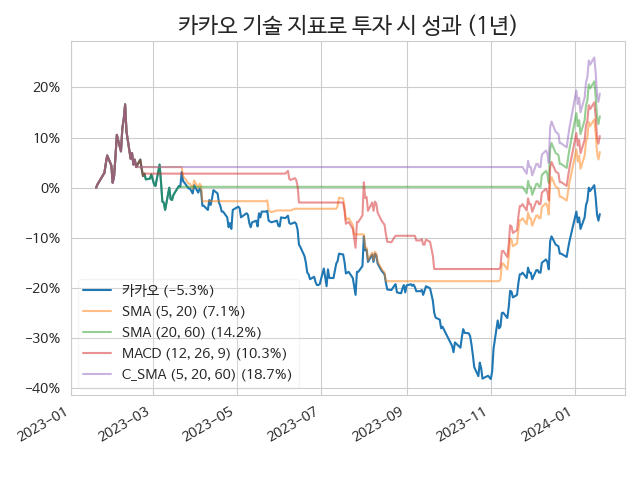 카카오 기술 지표로 투자 시 성과 (1년)
20%
10%
0%
−10%
−20%
−30%
−40%
카카오 (−5.3%)
SMA (5, 20) (7.1%)
SMA (20, 60) (14.2%)
MACD (12, 26, 9) (10.3%)
C_SMA (5, 20, 60) (18.7%)
2023−01
2023−03
2023−05
2023−07
2023−09
2023−11
2024−01